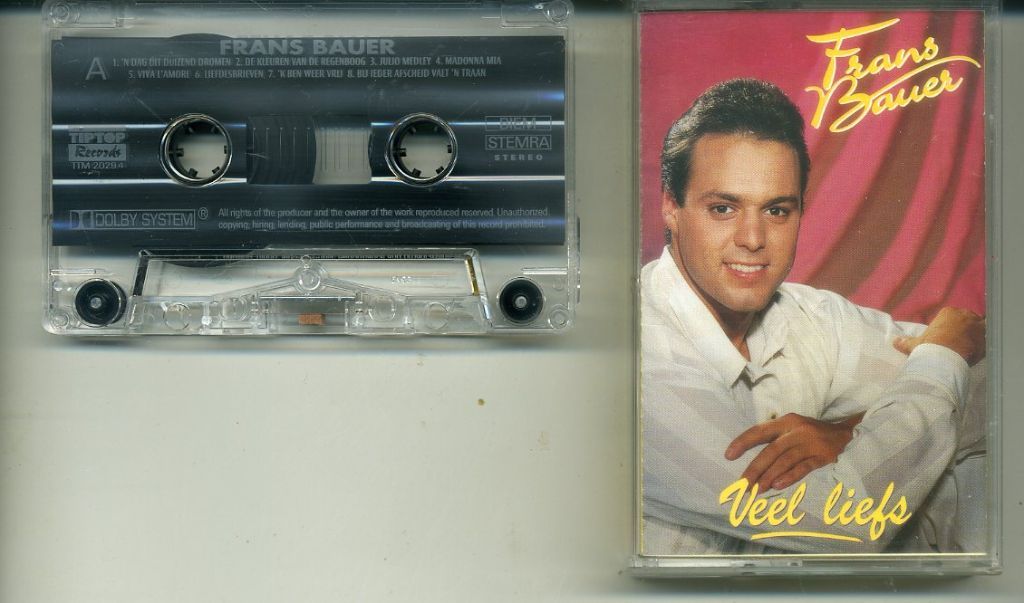 FRANS BAUER
A
1. 'N DAG DIT DUIZEND DROMEN 2. DE KLEUREN VAN DE REGENBOOG 3. JULIO MEDLEY 4. MADONNA MIA
5. VIVA L'AMORE 6. LIEFDESBRIEVEN 7. 'K BEN WEER VRIJ 8. BIJ IEDER AFSCHEID VALT 'N TRAAN
TIPTOP
Records
TTM 2029.4
BIEM
STEMRA
STEREO
DOLBY SYSTEM ®
All rights of the producer and the owner of the work reproduced reserved. Unauthorized
copying, hiring, lending, public performance and broadcasting of this record prohibited.
Frans
Bauer
Veel liefs